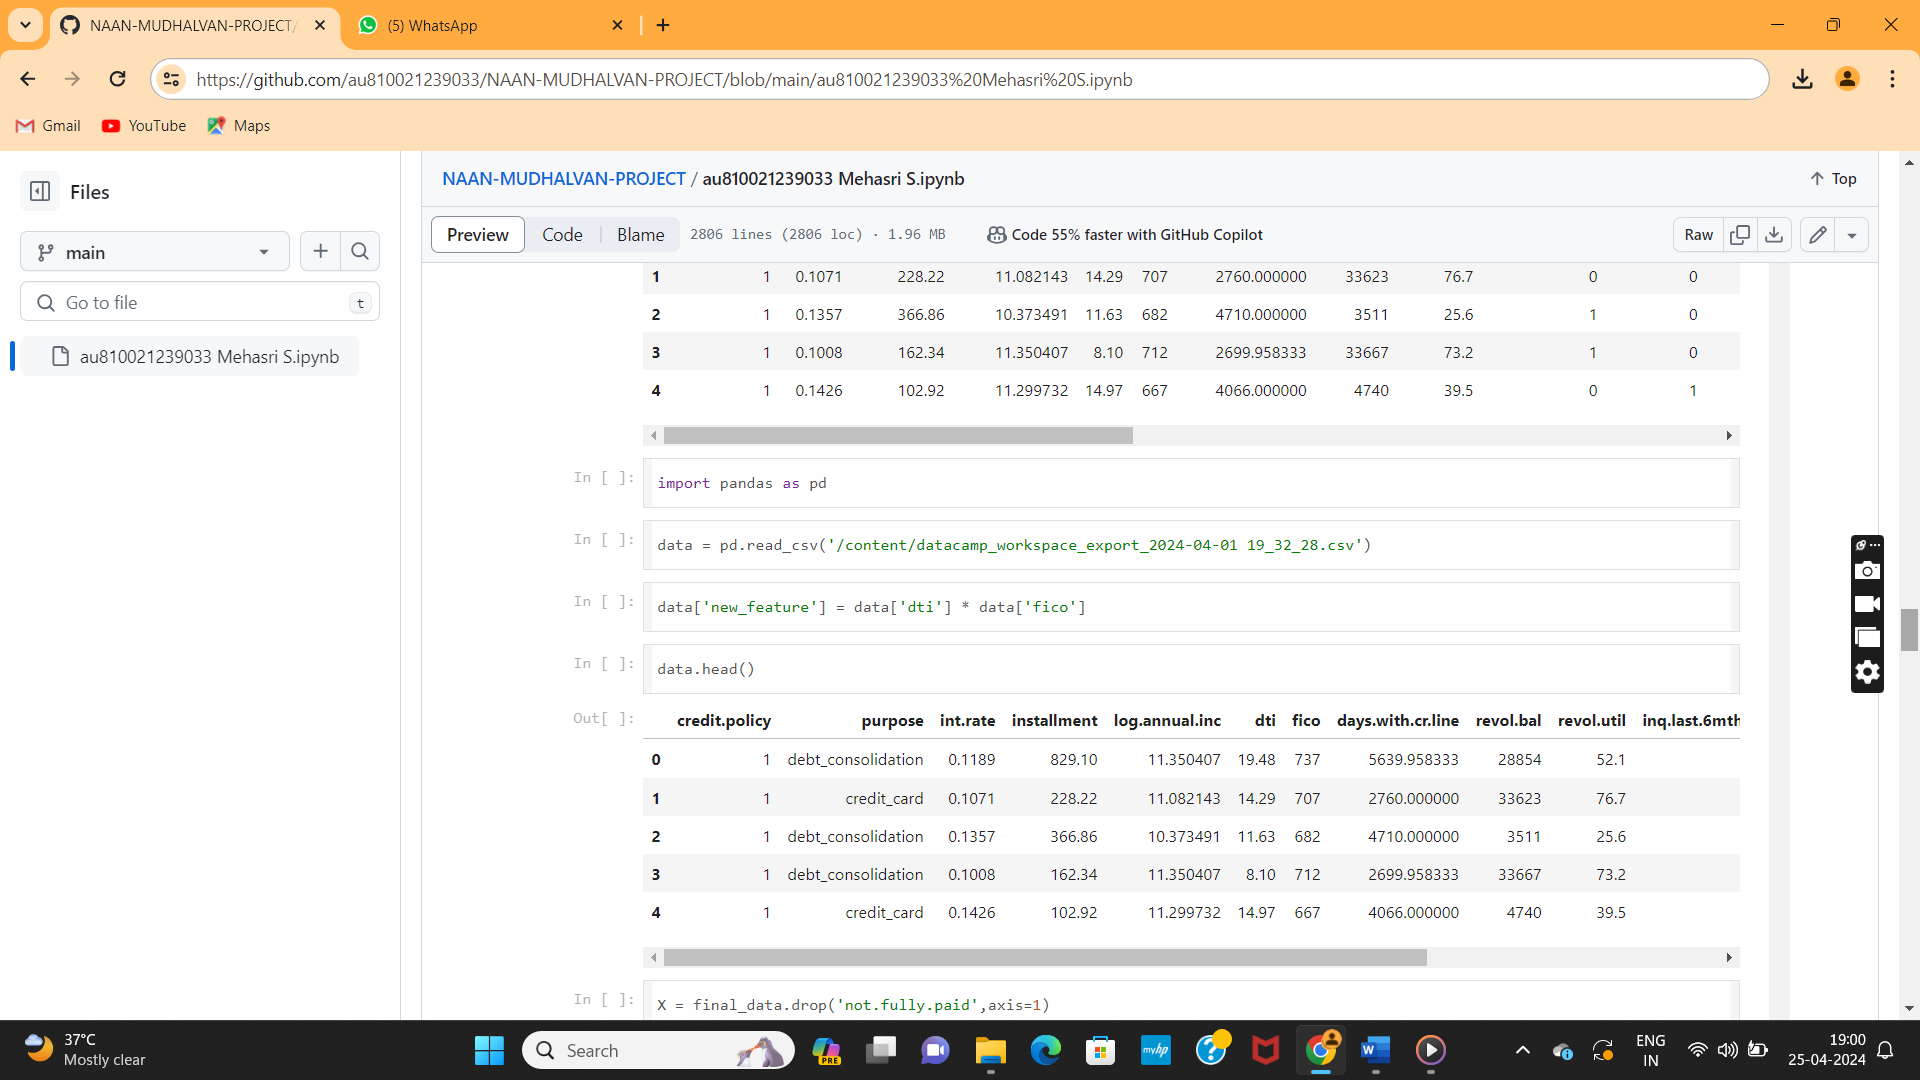 NAAN-MUDHALVAN-PROJECT/
(5) WhatsApp
https://github.com/au810021239033/NAAN-MUDHALVAN-PROJECT/blob/main/au810021239033%20Mehasri%20S.ipynb
Gmail YouTube Maps
Files
main
Go to file t
au810021239033 Mehasri S.ipynb
NAAN-MUDHALVAN-PROJECT / au810021239033 Mehasri S.ipynb
Top
Preview Code Blame 2806 lines (2806 loc) · 1.96 MB Code 55% faster with GitHub Copilot Raw
1 1 0.1071 228.22 11.082143 14.29 707 2760.000000 33623 76.7 0 0
2 1 0.1357 366.86 10.373491 11.63 682 4710.000000 3511 25.6 1 0
3 1 0.1008 162.34 11.350407 8.10 712 2699.958333 33667 73.2 1 0
4 1 0.1426 102.92 11.299732 14.97 667 4066.000000 4740 39.5 0 1
In [ ]: import pandas as pd
In [ ]: data = pd.read_csv('/content/datacamp_workspace_export_2024-04-01 19_32_28.csv')
In [ ]: data['new_feature'] = data['dti'] * data['fico']
In [ ]: data.head()
Out[ ]: credit.policy purpose int.rate installment log.annual.inc dti fico days.with.cr.line revol.bal revol.util inq.last.6mth
0 1 debt_consolidation 0.1189 829.10 11.350407 19.48 737 5639.958333 28854 52.1
1 1 credit_card 0.1071 228.22 11.082143 14.29 707 2760.000000 33623 76.7
2 1 debt_consolidation 0.1357 366.86 10.373491 11.63 682 4710.000000 3511 25.6
3 1 debt_consolidation 0.1008 162.34 11.350407 8.10 712 2699.958333 33667 73.2
4 1 credit_card 0.1426 102.92 11.299732 14.97 667 4066.000000 4740 39.5
In [ ]: X = final_data.drop('not.fully.paid',axis=1)
37°C
Mostly clear
Search
PRE
myhp
W
ENG
IN
19:00
25-04-2024